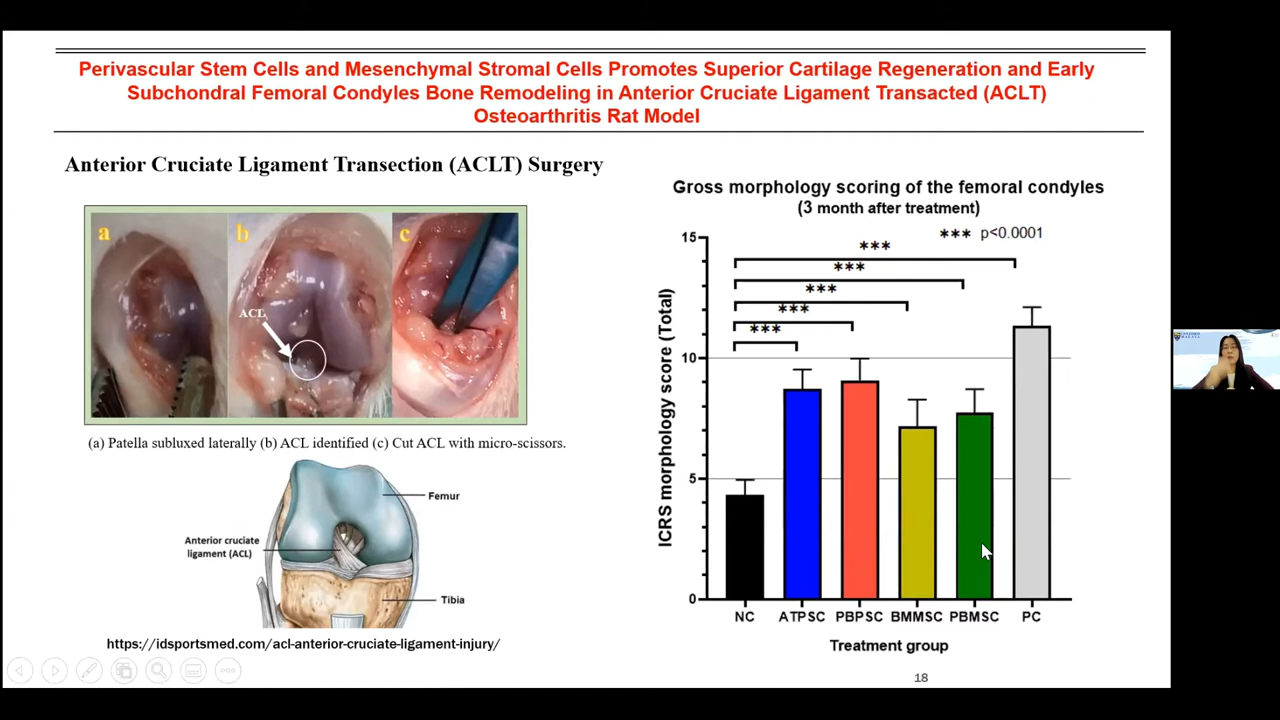 Perivascular Stem Cells and Mesenchymal Stromal Cells Promotes Superior Cartilage Regeneration and Early
Subchondral Femoral Condyles Bone Remodeling in Anterior Cruciate Ligament Transacted (ACLT)
Osteoarthritis Rat Model
Anterior Cruciate Ligament Transection (ACLT) Surgery
a
b
c
ACL
(a) Patella subluxed laterally (b) ACL identified (c) Cut ACL with micro-scissors.
Femur
Anterior cruciate
ligament (ACL)
Tibia
https://idsportsmed.com/acl-anterior-cruciate-ligament-injury/
Gross morphology scoring of the femoral condyles
(3 month after treatment)
*** p<0.0001
***
***
***
***
***
ICRS morphology score (Total)
15
10
5
0
NC ATPSC PBPSC BMMSC PBMSC PC
Treatment group
18